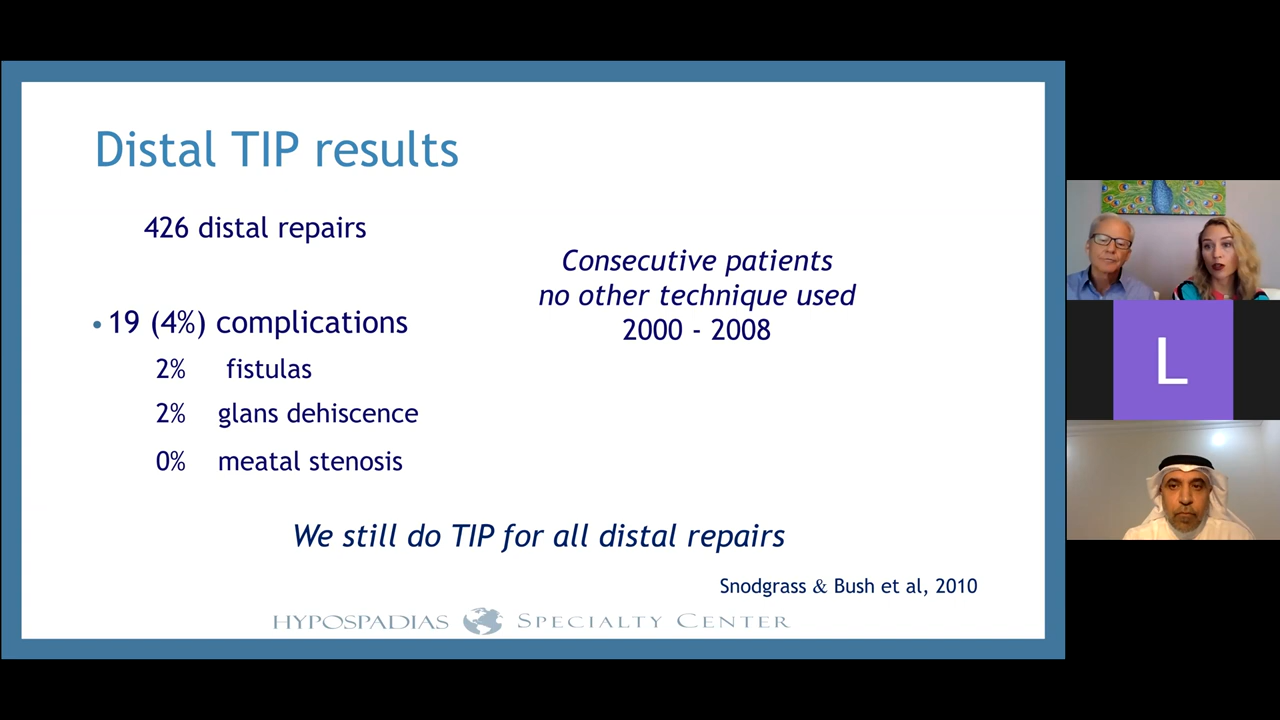 Distal TIP results
426 distal repairs
• 19 (4%) complications
2% fistulas
2% glans dehiscence
0% meatal stenosis
Consecutive patients
no other technique used
2000 - 2008
We still do TIP for all distal repairs
Snodgrass & Bush et al, 2010
HYPOSPADIAS SPECIALTY CENTER
L